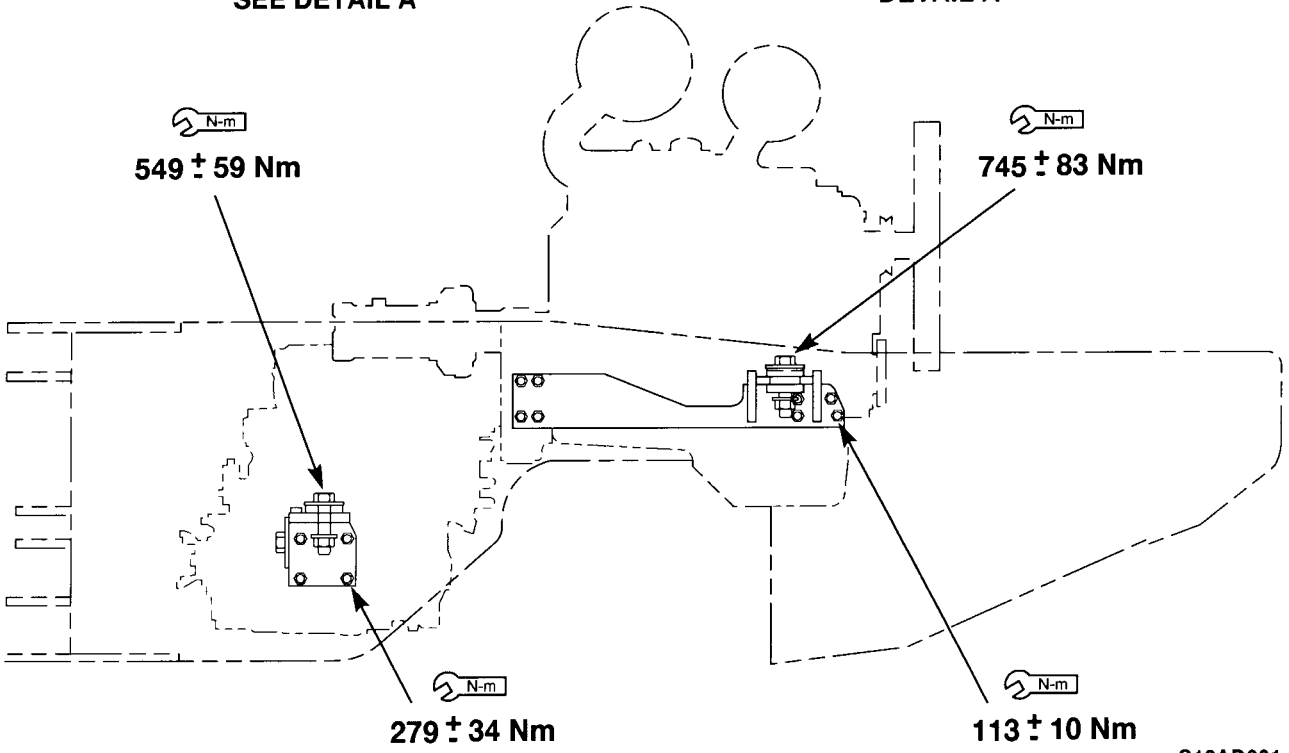 SEE DETAIL A
DETAIL A
N-m
549 ± 59 Nm
N-m
745 ± 83 Nm
N-m
279 ± 34 Nm
N-m
113 ± 10 Nm